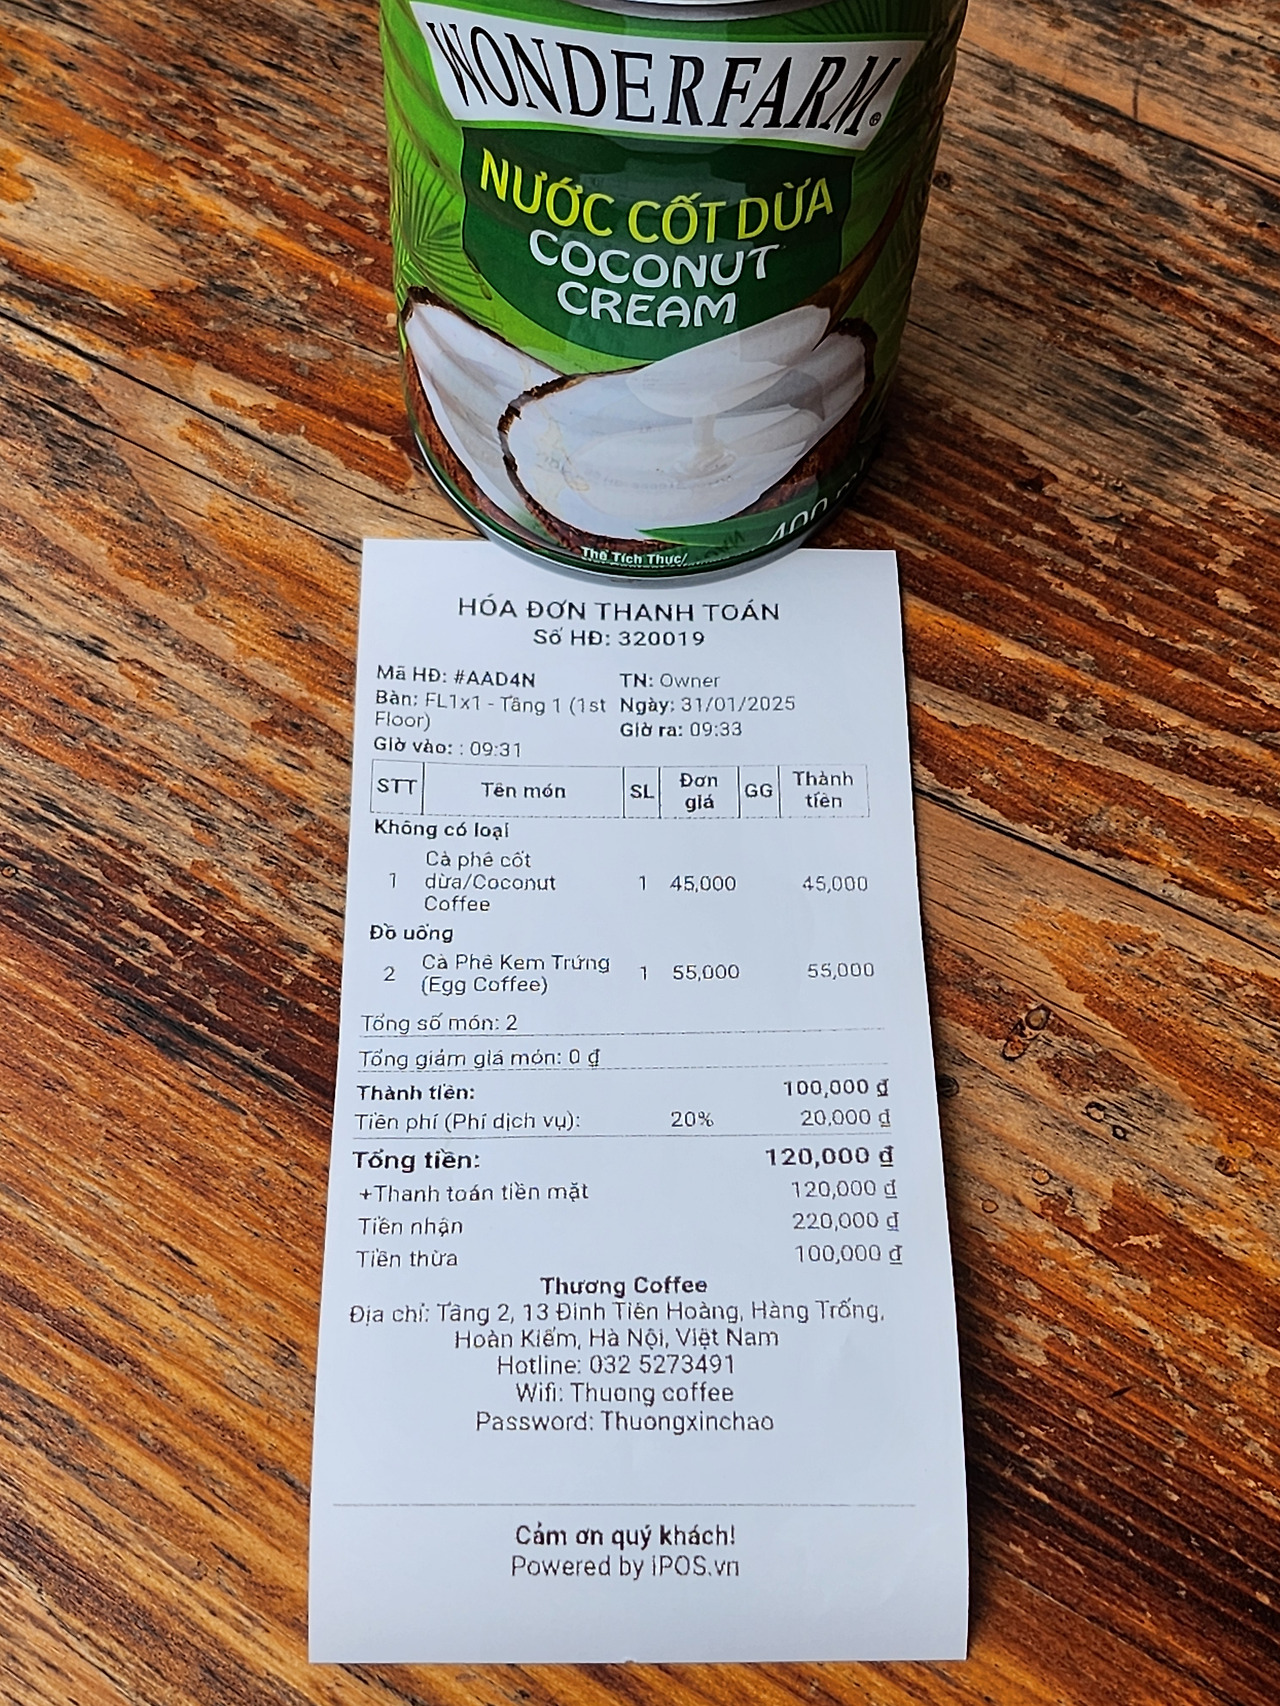 WONDERFARM®
NƯỚC CỐT DỪA
COCONUT
CREAM
400
Thể Tích Thực/
HÓA ĐƠN THANH TOÁN
Số HĐ: 320019
Mã HĐ: #AAD4N TN: Owner
Bàn: FL1x1 - Tầng 1 (1st Floor) Ngày: 31/01/2025
Giờ vào: : 09:31 Giờ ra: 09:33
STT Tên món SL Đơn giá GG Thành tiền
Không có loại
1 Cà phê cốt dừa/Coconut Coffee 1 45,000 45,000
Đồ uống
2 Cà Phê Kem Trứng (Egg Coffee) 1 55,000 55,000
Tổng số món: 2
Tổng giảm giá món: 0 ₫
Thành tiền: 100,000 ₫
Tiền phí (Phí dịch vụ): 20% 20,000 ₫
Tổng tiền: 120,000 ₫
+Thanh toán tiền mặt 120,000 ₫
Tiền nhận 220,000 ₫
Tiền thừa 100,000 ₫
Thương Coffee
Địa chỉ: Tầng 2, 13 Đinh Tiên Hoàng, Hàng Trống,
Hoàn Kiếm, Hà Nội, Việt Nam
Hotline: 032 5273491
Wifi: Thuong coffee
Password: Thuongxinchao
Cảm ơn quý khách!
Powered by iPOS.vn